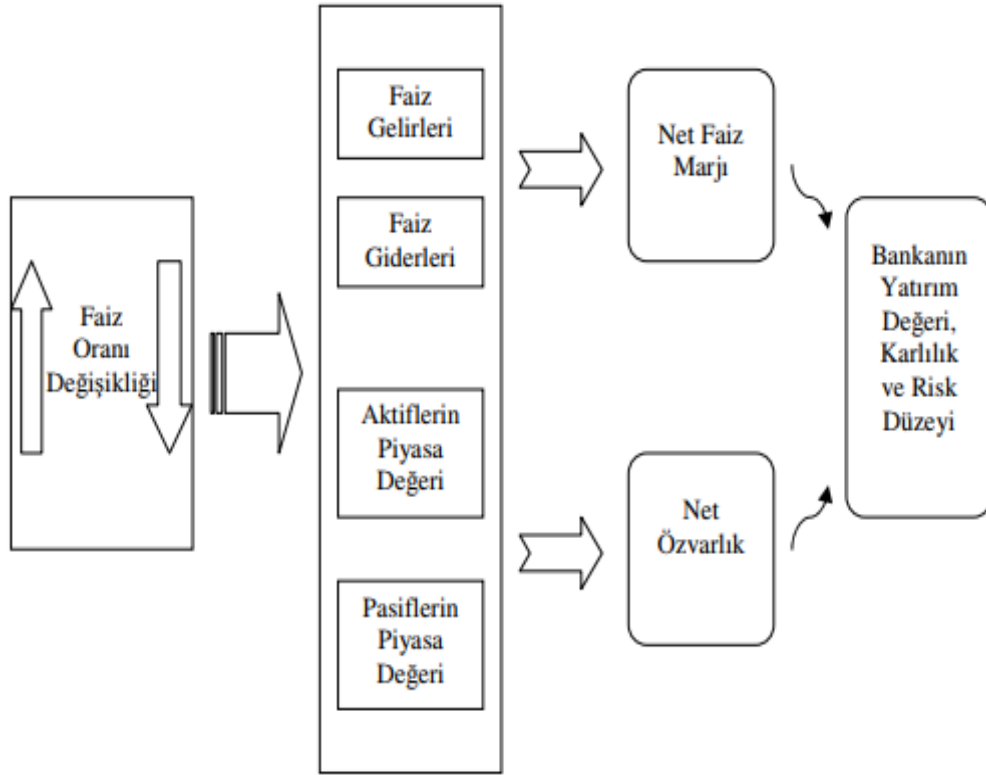 Faiz
Oranı
Değişikliği
Faiz
Gelirleri
Faiz
Giderleri
Aktiflerin
Piyasa
Değeri
Pasiflerin
Piyasa
Değeri
Net Faiz
Marjı
Net
Özvarlık
Bankanın
Yatırım
Değeri,
Karlılık
ve Risk
Düzeyi